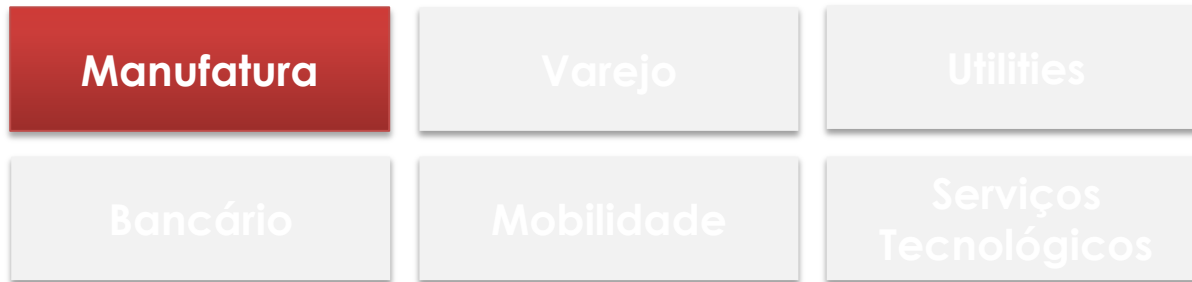 Manufatura
Varejo
Utilities
Bancário
Mobilidade
Serviços
Tecnológicos